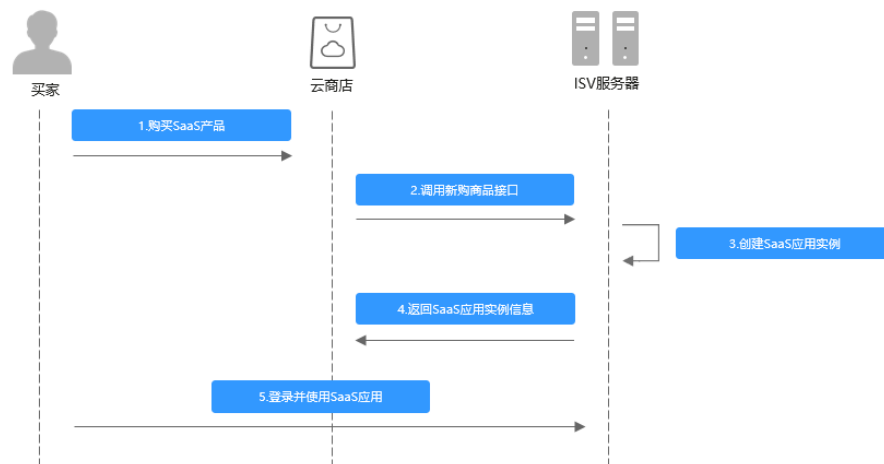 买家
云商店
ISV服务器
1.购买SaaS产品
2.调用新购商品接口
3.创建SaaS应用实例
4.返回SaaS应用实例信息
5.登录并使用SaaS应用